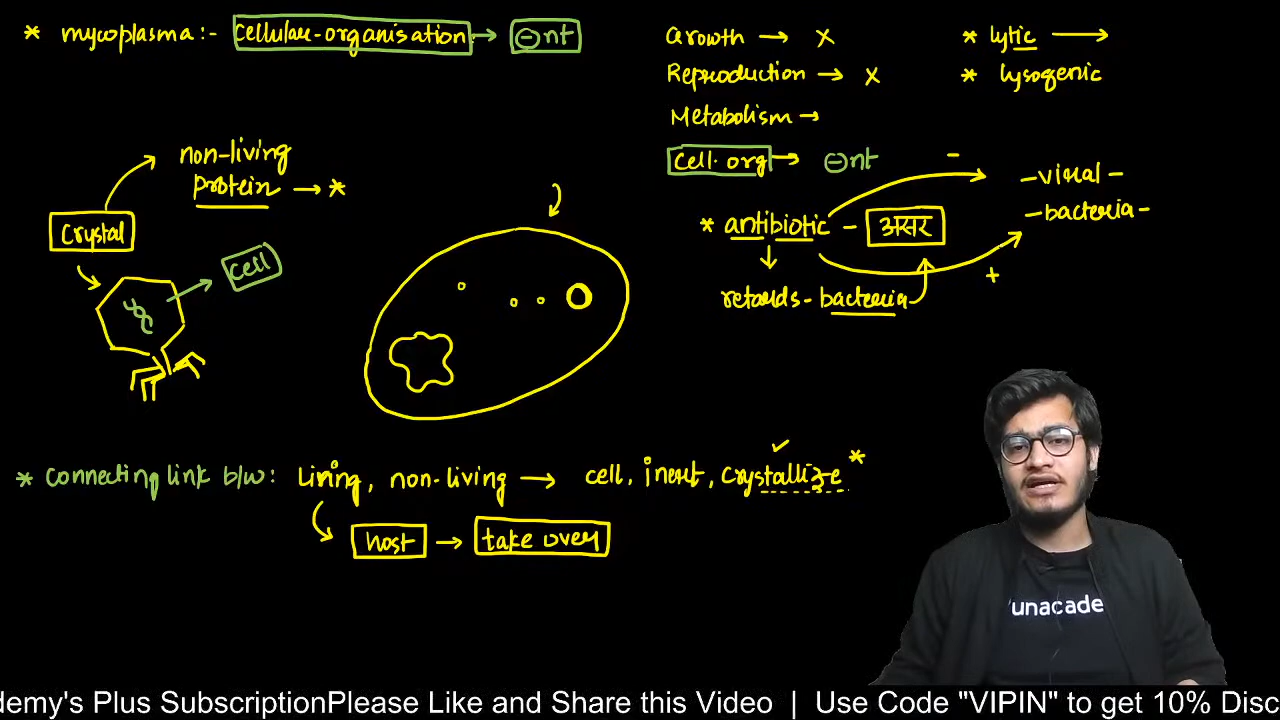 * mycoplasma:- cellular-organisation → ⊖nt
Growth → X
Reproduction → X
Metabolism →
Cell. org → ⊖nt
* lytic →
* lysogenic
non-living
protein → *
Crystal
cell
* antibiotic - असर
retards - bacteria
-
- viral -
- bacteria -
+
* connecting link b/w: Living, non-living → cell, inert, crystallize *
host → take over
unacade
demy's Plus SubscriptionPlease Like and Share this Video | Use Code "VIPIN" to get 10% Disc